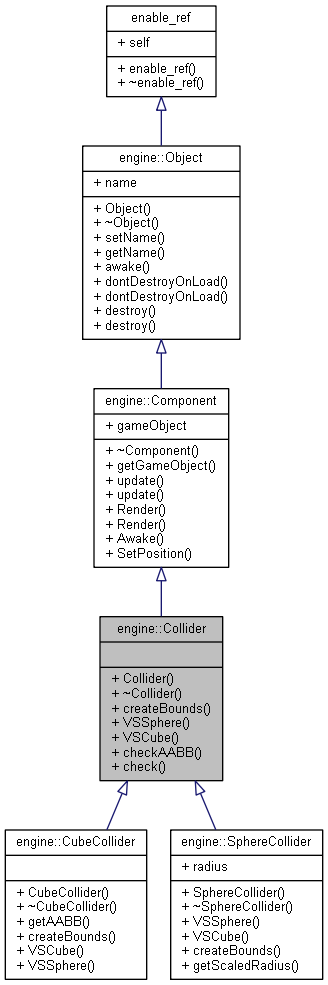 enable_ref
+ self
+ enable_ref()
+ ~enable_ref()
engine::Object
+ name
+ Object()
+ ~Object()
+ setName()
+ getName()
+ awake()
+ dontDestroyOnLoad()
+ dontDestroyOnLoad()
+ destroy()
+ destroy()
engine::Component
+ gameObject
+ ~Component()
+ getGameObject()
+ update()
+ update()
+ Render()
+ Render()
+ Awake()
+ SetPosition()
engine::Collider
+ Collider()
+ ~Collider()
+ createBounds()
+ VSSphere()
+ VSCube()
+ checkAABB()
+ check()
engine::CubeCollider
+ CubeCollider()
+ ~CubeCollider()
+ getAABB()
+ createBounds()
+ VSCube()
+ VSSphere()
engine::SphereCollider
+ radius
+ SphereCollider()
+ ~SphereCollider()
+ VSSphere()
+ VSCube()
+ createBounds()
+ getScaledRadius()